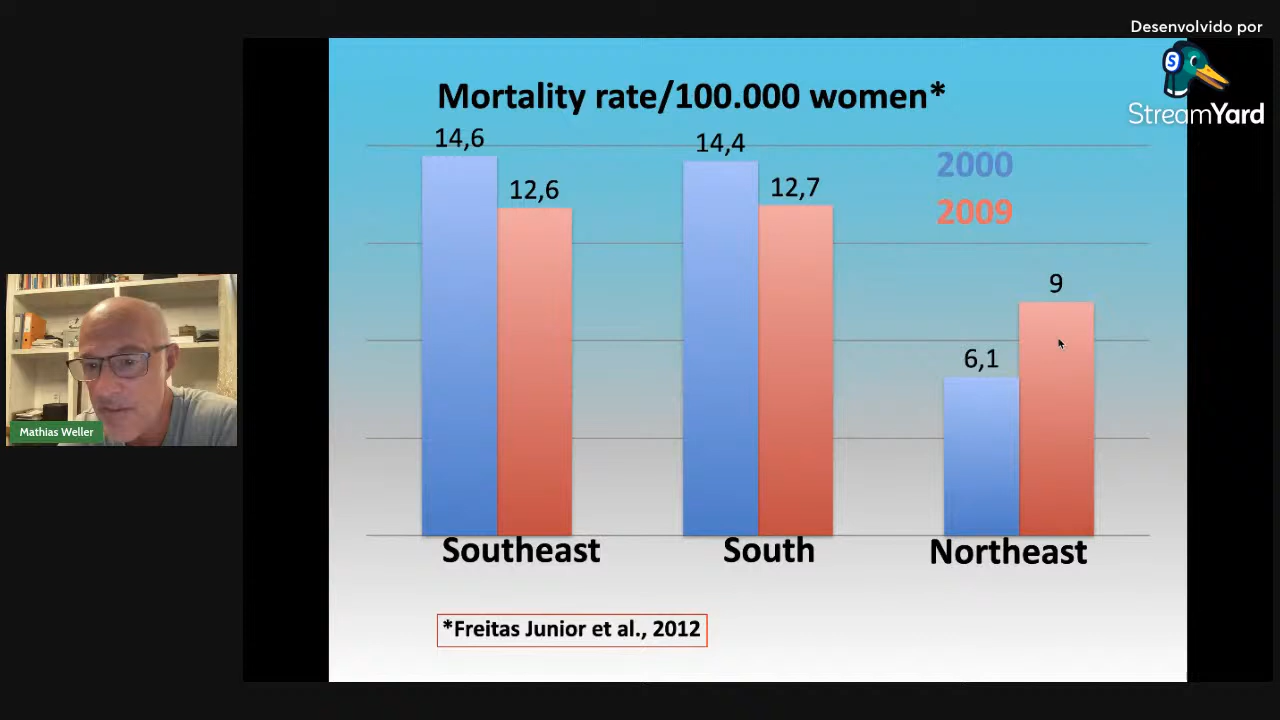 Desenvolvido por
StreamYard
Mortality rate/100.000 women*
14,6
12,6
14,4
12,7
2000
2009
9
6,1
Southeast
South
Northeast
*Freitas Junior et al., 2012
Mathias Weller